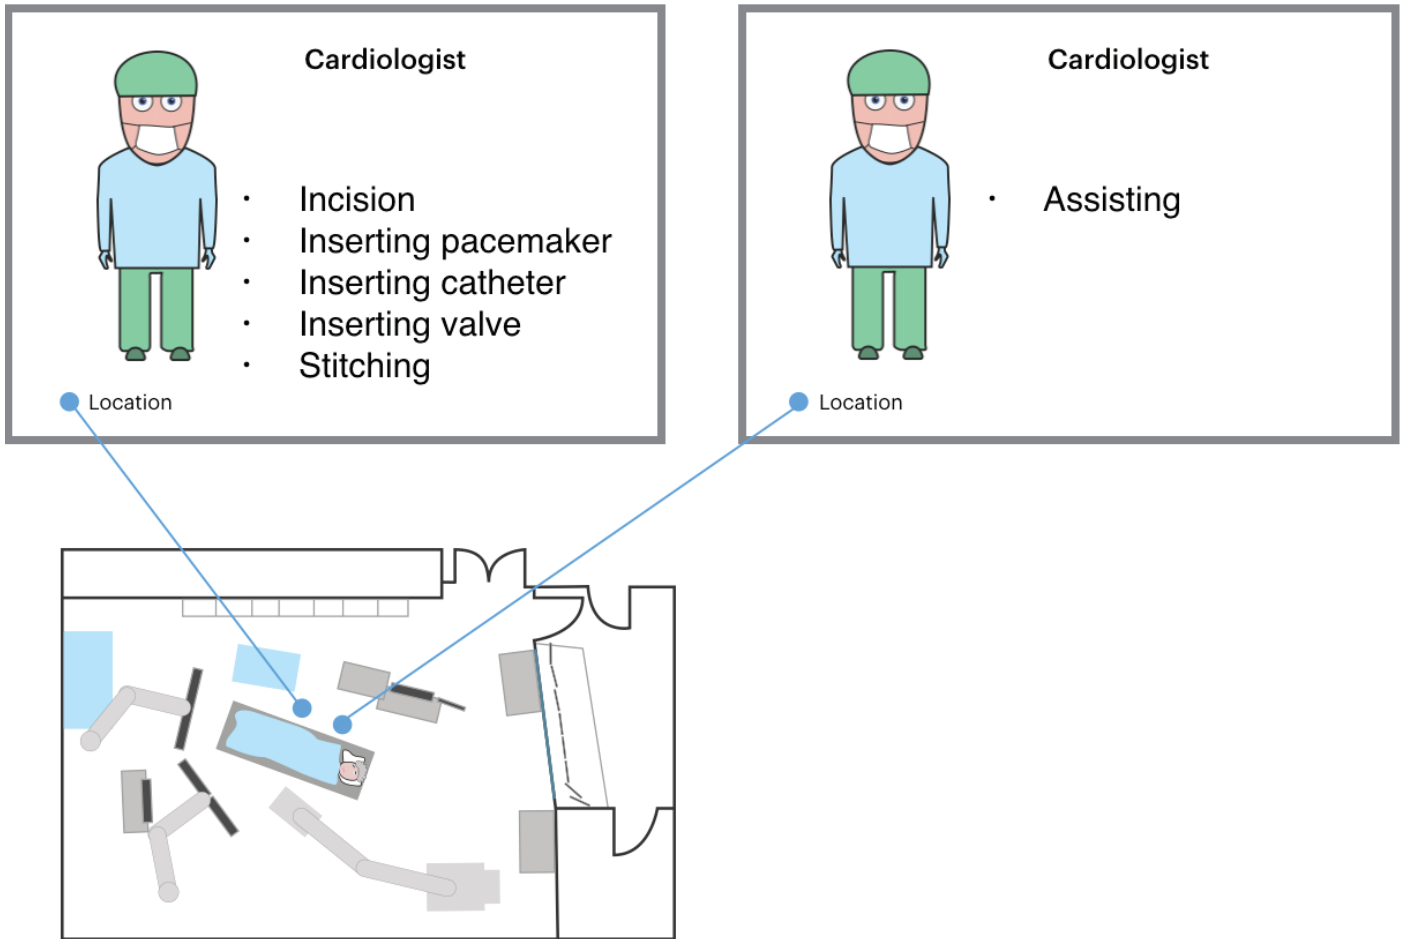 Cardiologist
· Incision
· Inserting pacemaker
· Inserting catheter
· Inserting valve
· Stitching
Location
Cardiologist
· Assisting
Location